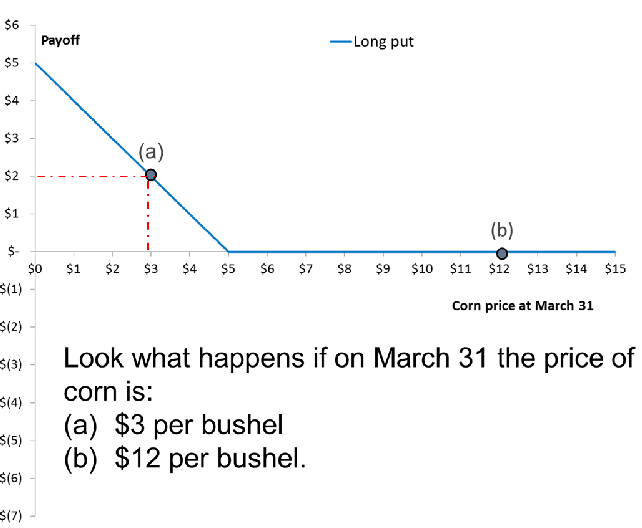 $6
Payoff
Long put
$5
$4
$3
(a)
$2
$1
(b)
$-
$0 $1 $2 $3 $4 $5 $6 $7 $8 $9 $10 $11 $12 $13 $14 $15
$(1)
Corn price at March 31
$(2)
$(3)
$(4)
$(5)
$(6)
$(7)
Look what happens if on March 31 the price of
corn is:
(a) $3 per bushel
(b) $12 per bushel.